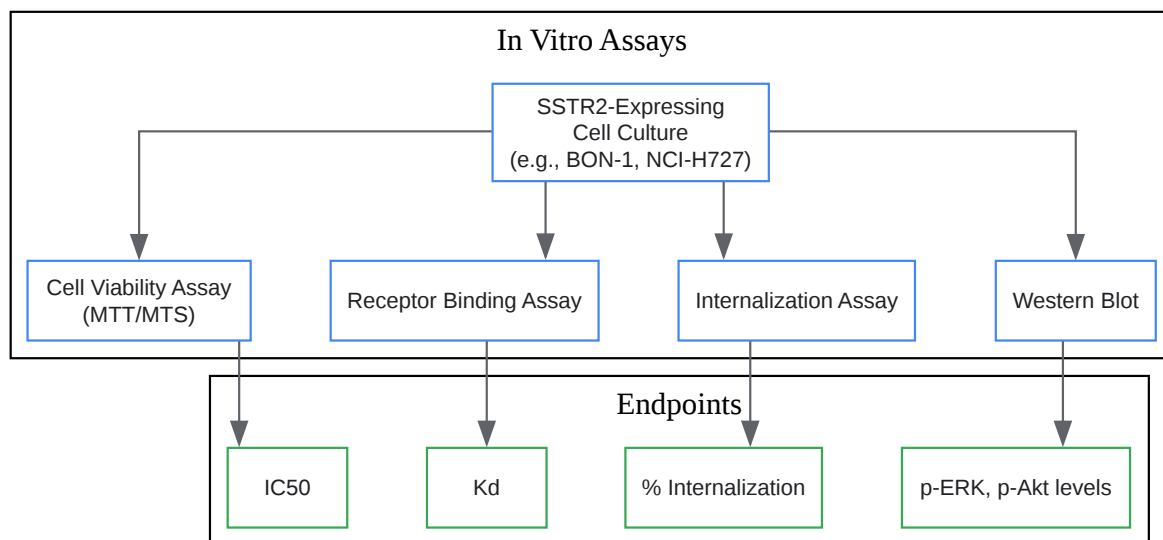 In Vitro Assays
SSTR2-Expressing
Cell Culture
(e.g., BON-1, NCI-H727)
Cell Viability Assay
(MTT/MTS)
Receptor Binding Assay
Internalization Assay
Western Blot
Endpoints
IC50
Kd
% Internalization
p-ERK, p-Akt levels